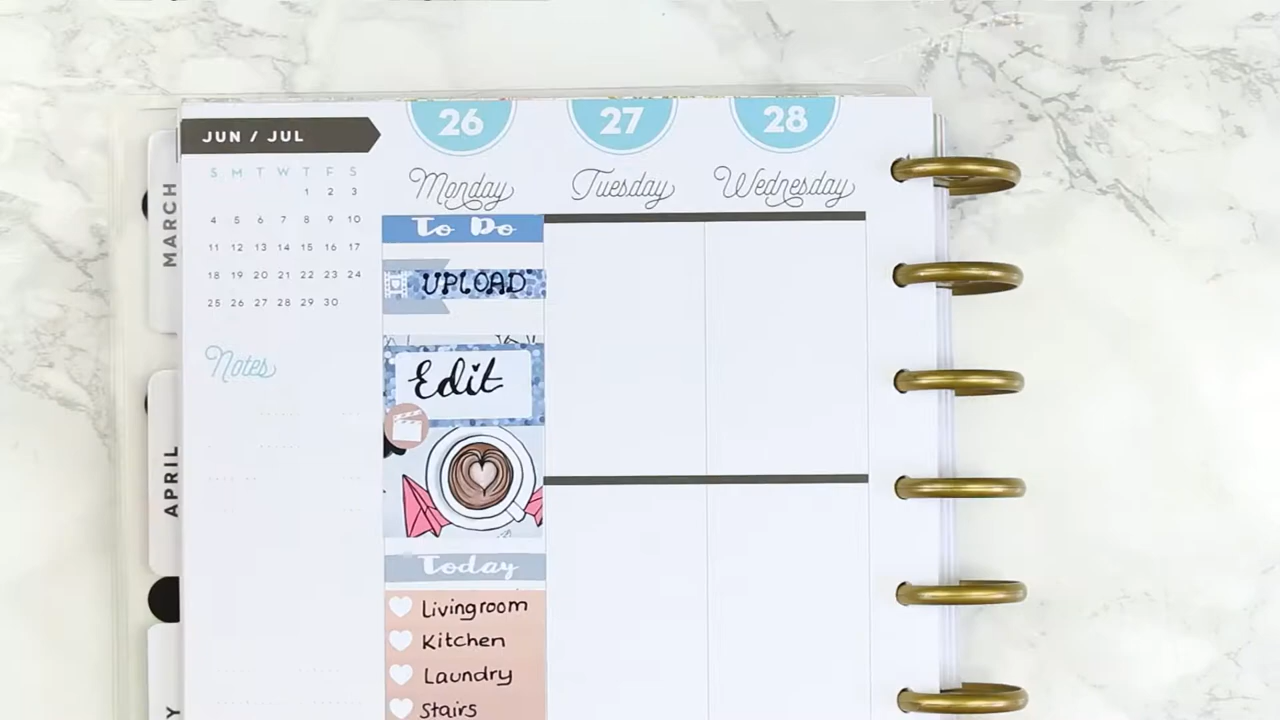 JUN / JUL
S M T W T F S
1 2 3
4 5 6 7 8 9 10
11 12 13 14 15 16 17
18 19 20 21 22 23 24
25 26 27 28 29 30
Notes
MARCH
APRIL
26 27 28
Monday Tuesday Wednesday
To Do
UPLOAD
Edit
Today
Livingroom
Kitchen
Laundry
Stairs